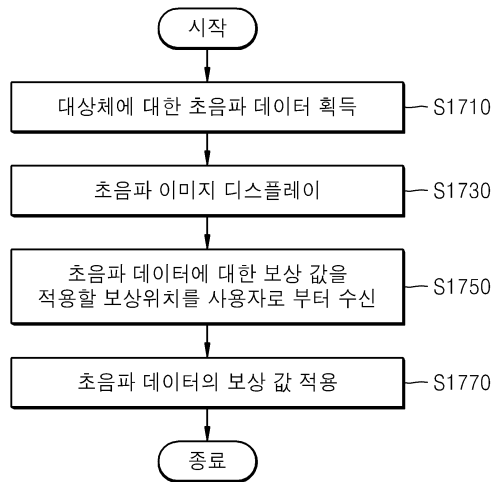 시작
대상체에 대한 초음파 데이터 획득
S1710
초음파 이미지 디스플레이
S1730
초음파 데이터에 대한 보상 값을
적용할 보상위치를 사용자로 부터 수신
S1750
초음파 데이터의 보상 값 적용
S1770
종료